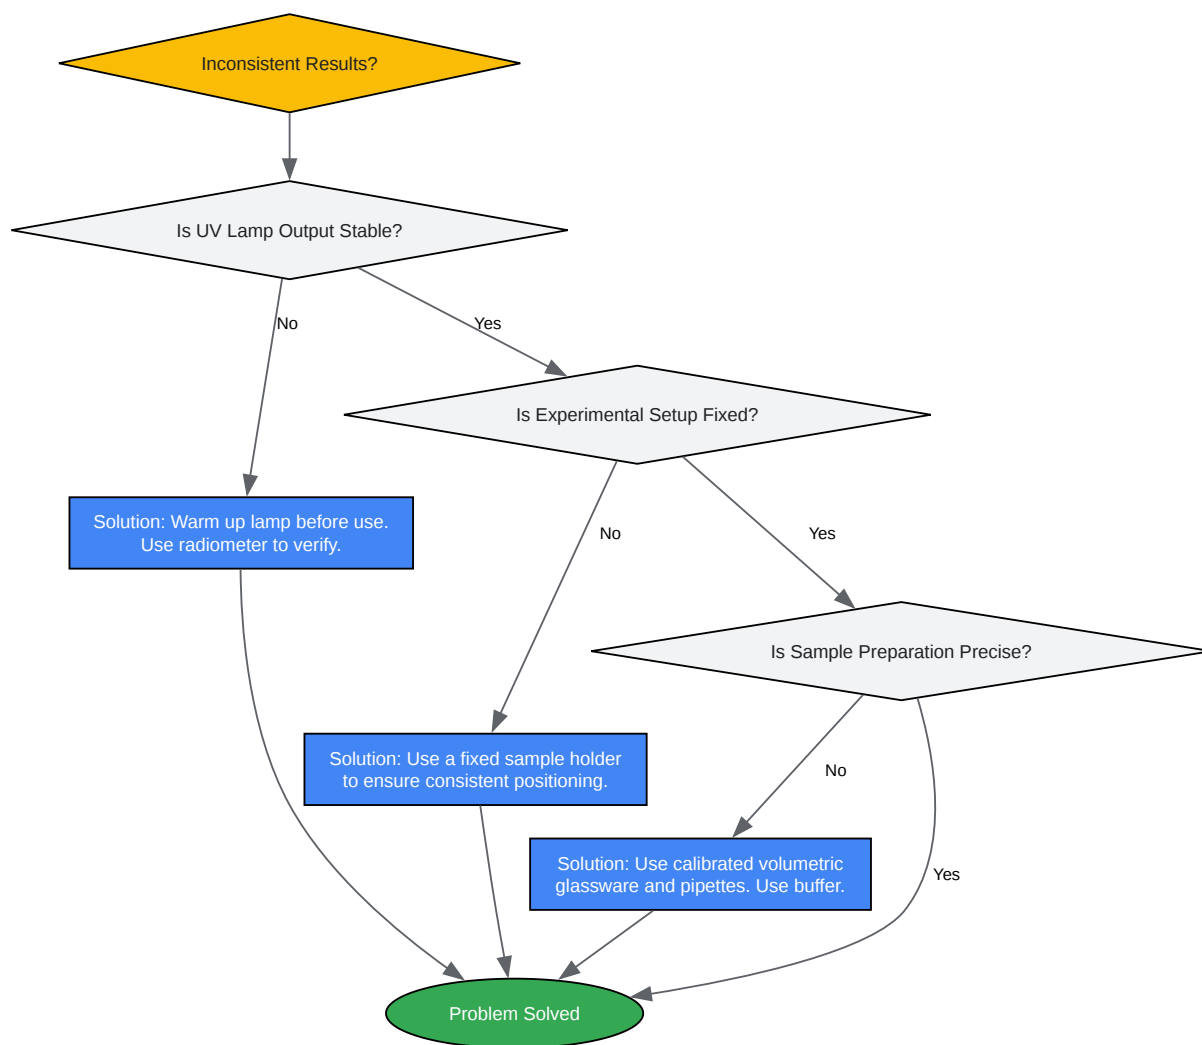 Inconsistent Results?
Is UV Lamp Output Stable?
No
Yes
Is Experimental Setup Fixed?
Solution: Warm up lamp before use.
Use radiometer to verify.
No
Yes
Is Sample Preparation Precise?
Solution: Use a fixed sample holder
to ensure consistent positioning.
No
Solution: Use calibrated volumetric
glassware and pipettes. Use buffer.
Yes
Problem Solved